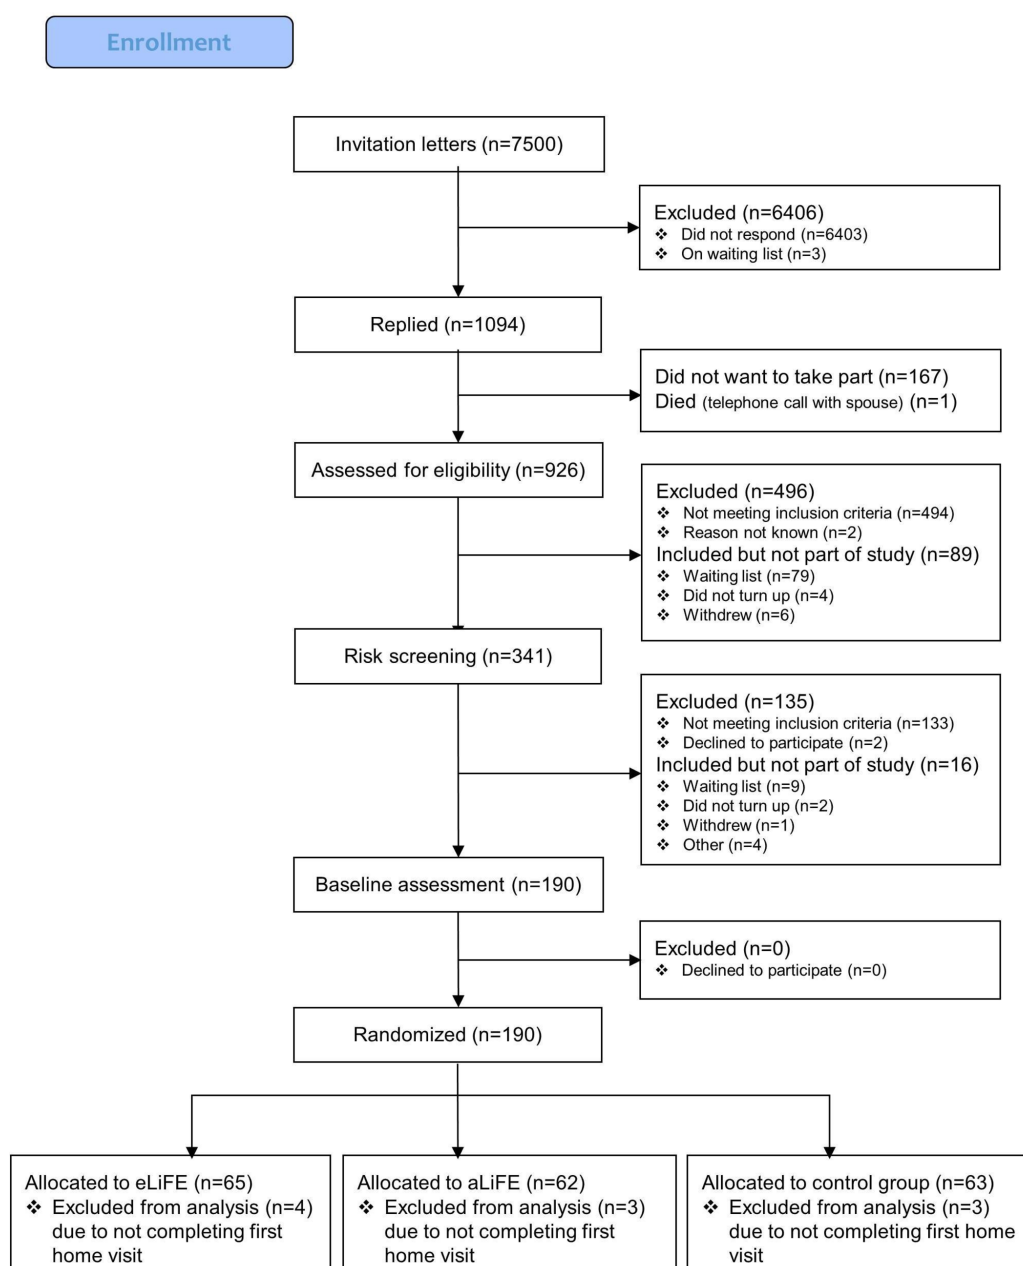 Enrollment
Invitation letters (n=7500)
Excluded (n=6406)
❖ Did not respond (n=6403)
❖ On waiting list (n=3)
Replied (n=1094)
Did not want to take part (n=167)
Died (telephone call with spouse) (n=1)
Assessed for eligibility (n=926)
Excluded (n=496)
❖ Not meeting inclusion criteria (n=494)
❖ Reason not known (n=2)
Included but not part of study (n=89)
❖ Waiting list (n=79)
❖ Did not turn up (n=4)
❖ Withdrew (n=6)
Risk screening (n=341)
Excluded (n=135)
❖ Not meeting inclusion criteria (n=133)
❖ Declined to participate (n=2)
Included but not part of study (n=16)
❖ Waiting list (n=9)
❖ Did not turn up (n=2)
❖ Withdrew (n=1)
❖ Other (n=4)
Baseline assessment (n=190)
Excluded (n=0)
❖ Declined to participate (n=0)
Randomized (n=190)
Allocated to eLiFE (n=65)
❖ Excluded from analysis (n=4)
due to not completing first
home visit
Allocated to aLiFE (n=62)
❖ Excluded from analysis (n=3)
due to not completing first
home visit
Allocated to control group (n=63)
❖ Excluded from analysis (n=3)
due to not completing first home
visit